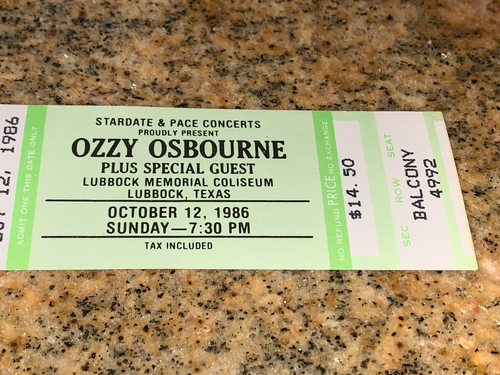 12, 1986
ADMIT ONE THIS DATE ONLY
STARDATE & PACE CONCERTS
PROUDLY PRESENT
OZZY OSBOURNE
PLUS SPECIAL GUEST
LUBBOCK MEMORIAL COLISEUM
LUBBOCK, TEXAS
OCTOBER 12, 1986
SUNDAY—7:30 PM
TAX INCLUDED
NO REFUND PRICE NO EXCHANGE
$14.50
SEC ROW SEAT
BALCONY
4992